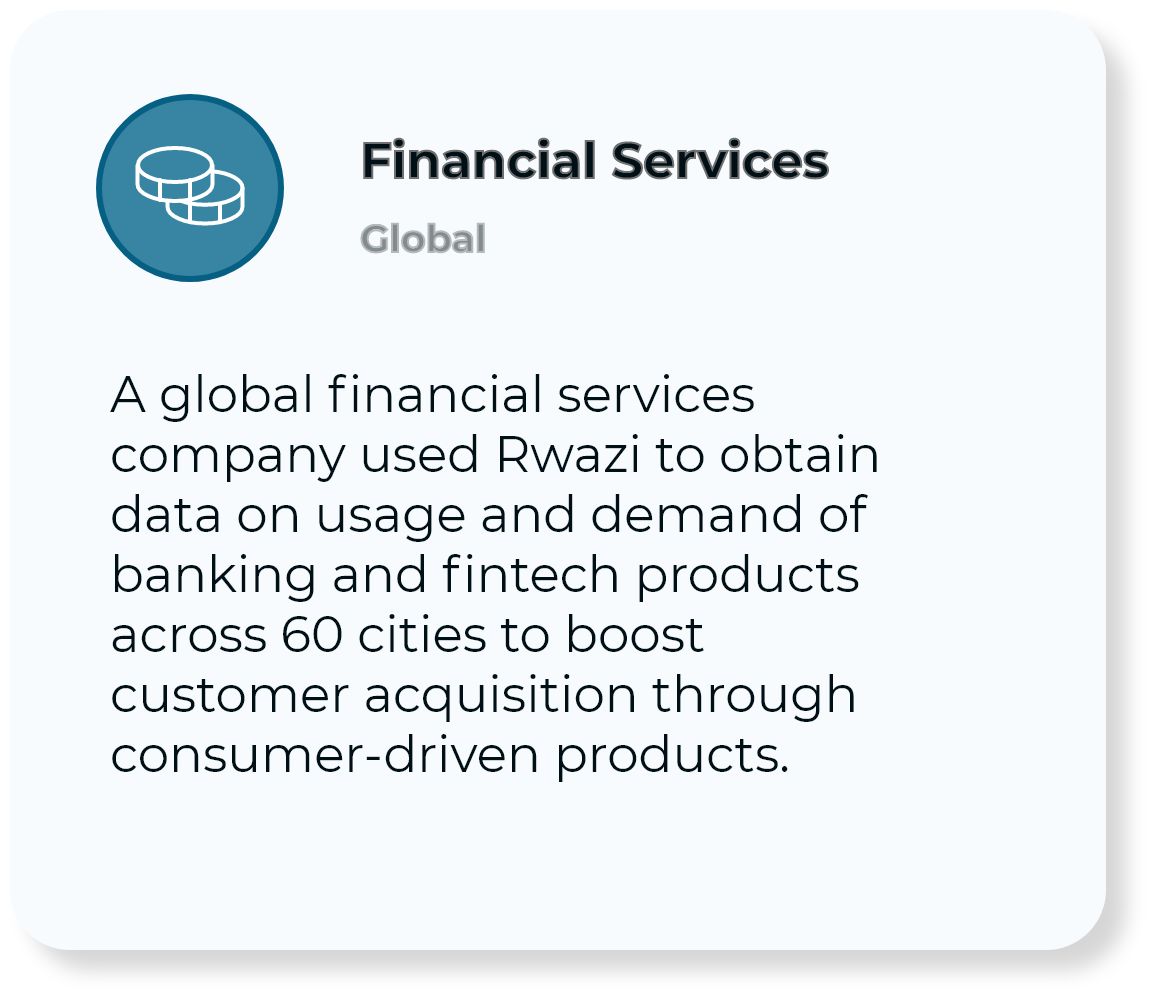 Financial Services
Global
A global financial services
company used Rwazi to obtain
data on usage and demand of
banking and fintech products
across 60 cities to boost
customer acquisition through
consumer-driven products.